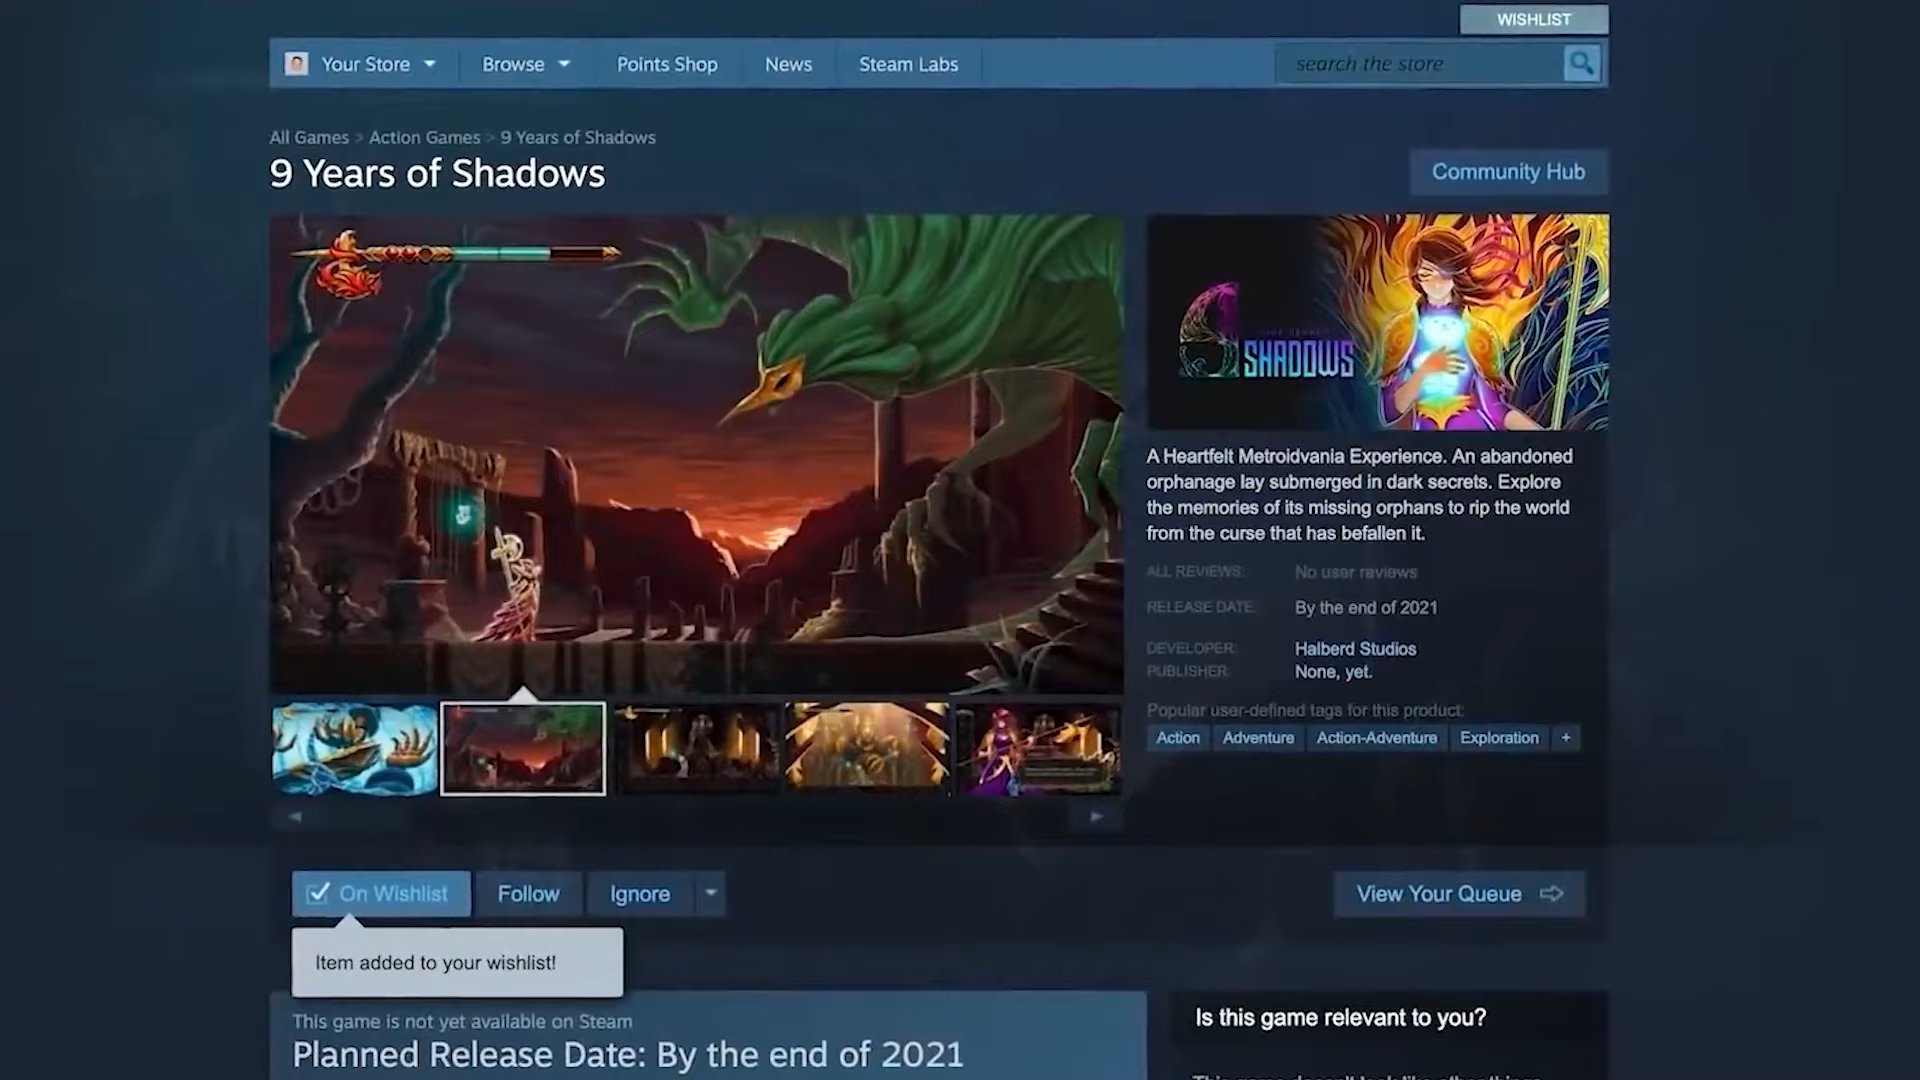 WISHLIST
Your Store
Browse
Points Shop
News
Steam Labs
search the store
All Games > Action Games > 9 Years of Shadows
9 Years of Shadows
Community Hub
9
SHADOWS
A Heartfelt Metroidvania Experience. An abandoned
orphanage lay submerged in dark secrets. Explore
the memories of its missing orphans to rip the world
from the curse that has befallen it.
ALL REVIEWS: No user reviews
RELEASE DATE: By the end of 2021
DEVELOPER: Halberd Studios
PUBLISHER: None, yet.
Popular user-defined tags for this product:
Action Adventure Action-Adventure Exploration +
On Wishlist
Follow
Ignore
View Your Queue
Item added to your wishlist!
This game is not yet available on Steam
Planned Release Date: By the end of 2021
Is this game relevant to you?